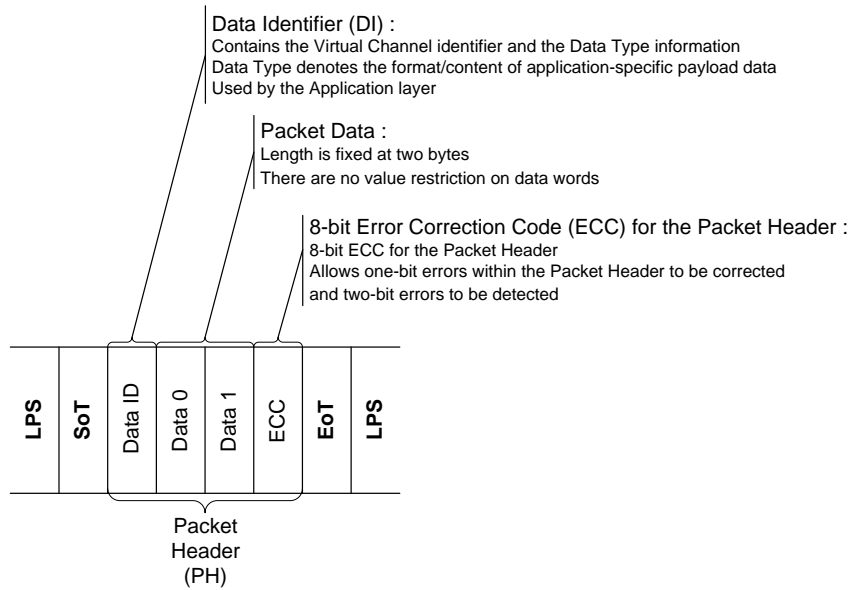 Data Identifier (DI) :
Contains the Virtual Channel identifier and the Data Type information
Data Type denotes the format/content of application-specific payload data
Used by the Application layer
Packet Data :
Length is fixed at two bytes
There are no value restriction on data words
8-bit Error Correction Code (ECC) for the Packet Header :
8-bit ECC for the Packet Header
Allows one-bit errors within the Packet Header to be corrected
and two-bit errors to be detected
LPS
SoT
Data ID
Data 0
Data 1
ECC
EoT
LPS
Packet
Header
(PH)